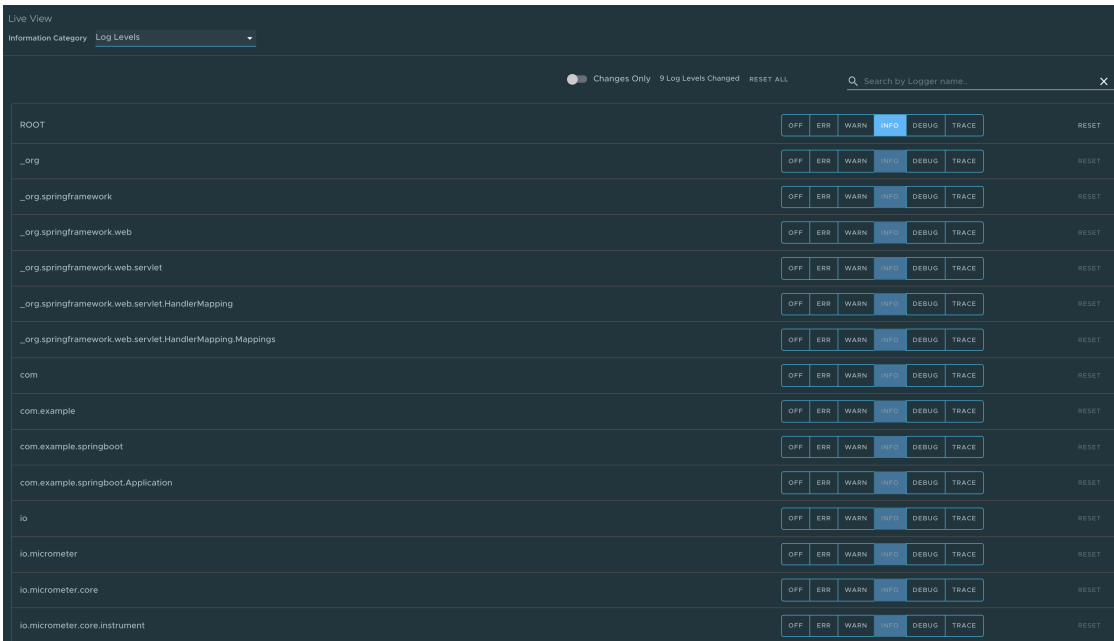 Live View
Information Category Log Levels
Changes Only 9 Log Levels Changed RESET ALL Search by Logger name..
ROOT OFF ERR WARN INFO DEBUG TRACE RESET
_org OFF ERR WARN INFO DEBUG TRACE RESET
_org.springframework OFF ERR WARN INFO DEBUG TRACE RESET
_org.springframework.web OFF ERR WARN INFO DEBUG TRACE RESET
_org.springframework.web.servlet OFF ERR WARN INFO DEBUG TRACE RESET
_org.springframework.web.servlet.HandlerMapping OFF ERR WARN INFO DEBUG TRACE RESET
_org.springframework.web.servlet.HandlerMapping.Mappings OFF ERR WARN INFO DEBUG TRACE RESET
com OFF ERR WARN INFO DEBUG TRACE RESET
com.example OFF ERR WARN INFO DEBUG TRACE RESET
com.example.springboot OFF ERR WARN INFO DEBUG TRACE RESET
com.example.springboot.Application OFF ERR WARN INFO DEBUG TRACE RESET
io OFF ERR WARN INFO DEBUG TRACE RESET
io.micrometer OFF ERR WARN INFO DEBUG TRACE RESET
io.micrometer.core OFF ERR WARN INFO DEBUG TRACE RESET
io.micrometer.core.instrument OFF ERR WARN INFO DEBUG TRACE RESET